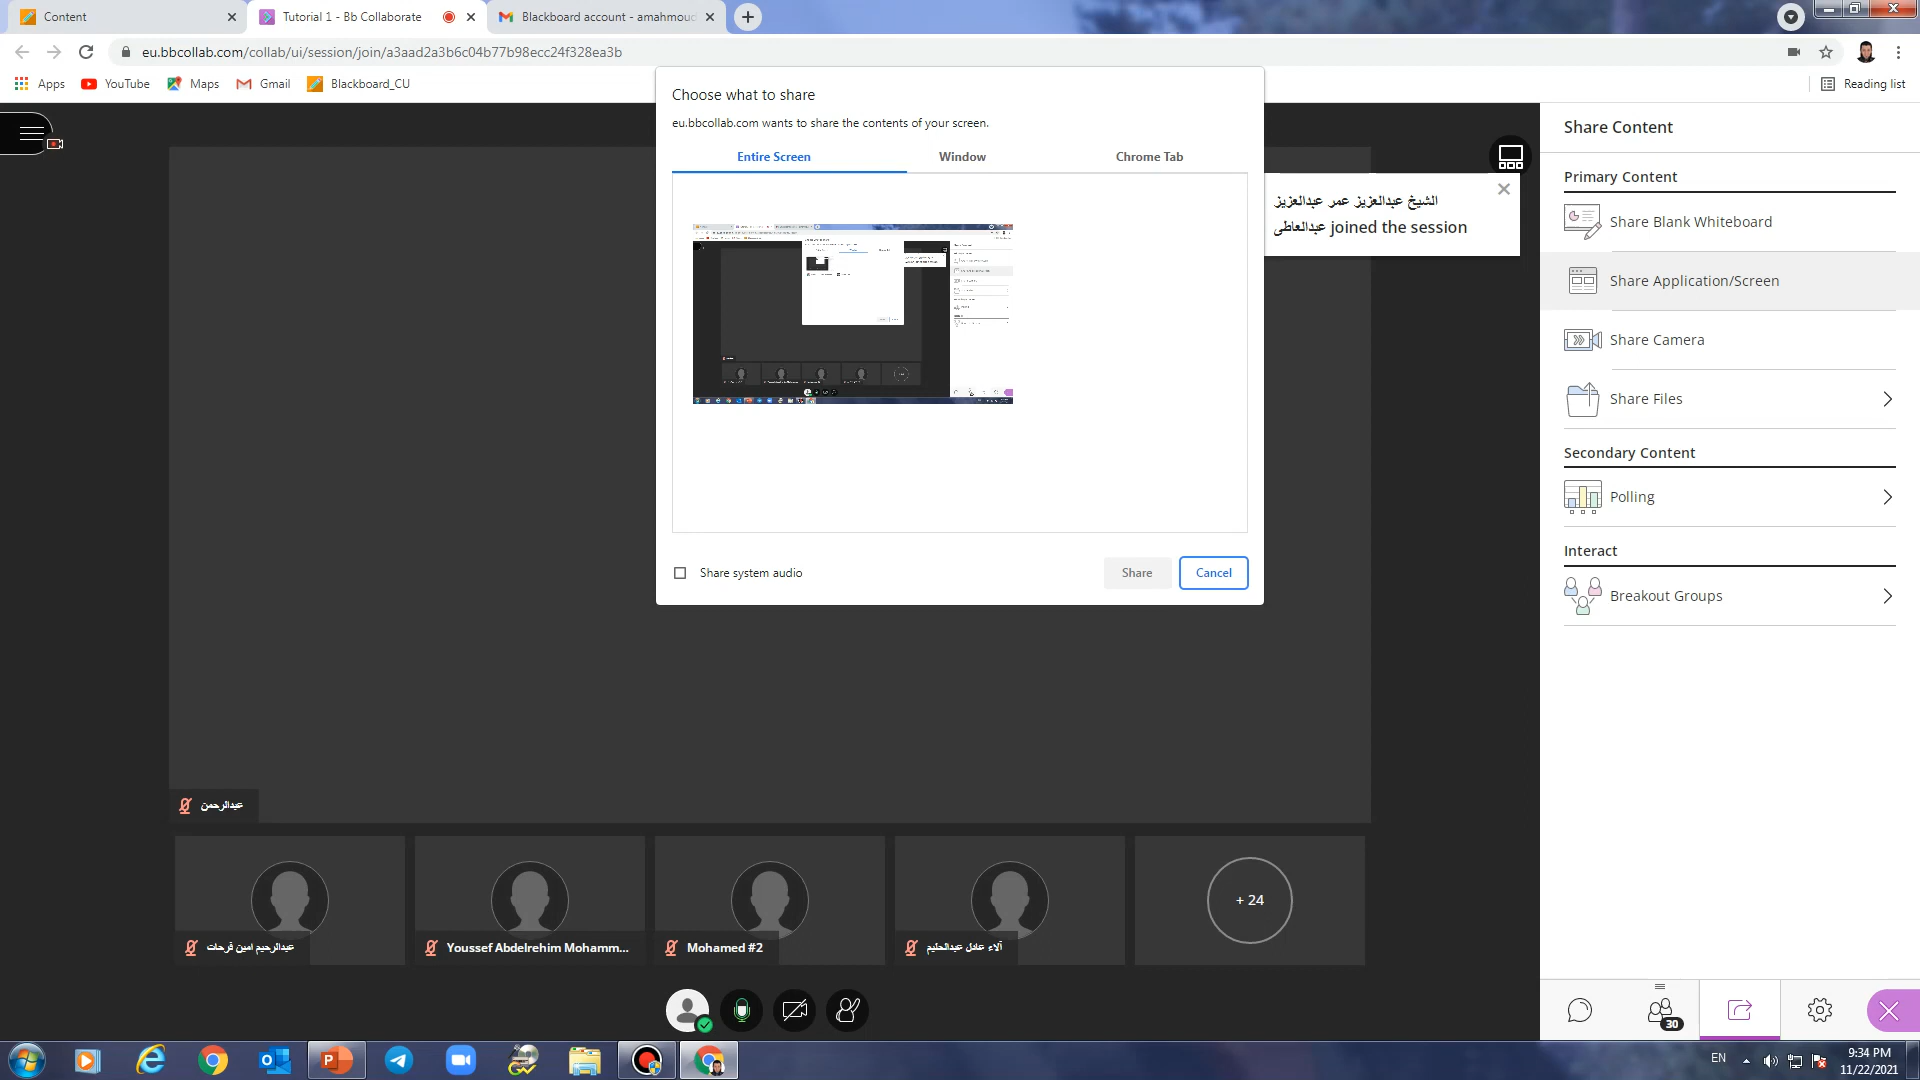 Content
Tutorial 1 - Bb Collaborate
Blackboard account - amahmoud
eu.bbcollab.com/collab/ui/session/join/a3aad2a3b6c04b77b98ecc24f328ea3b
Apps
YouTube
Maps
Gmail
Blackboard_CU
Reading list
Choose what to share
eu.bbcollab.com wants to share the contents of your screen.
Entire Screen
Window
Chrome Tab
Share system audio
Share
Cancel
الشيخ عبدالعزيز عمر عبدالعزيز
عبدالعاطى joined the session
Share Content
Primary Content
Share Blank Whiteboard
Share Application/Screen
Share Camera
Share Files
Secondary Content
Polling
Interact
Breakout Groups
عبدالرحمن
عبدالرحيم امين فرحات
Youssef Abdelrehim Mohamm...
Mohamed #2
آلاء عادل عبدالحليم
+ 24
30
EN
9:34 PM
11/22/2021